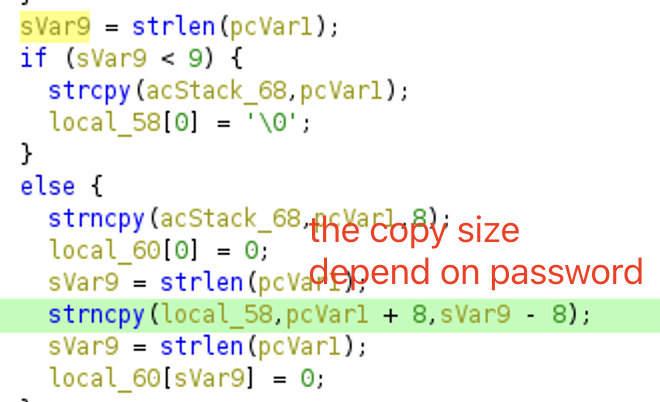 sVar9 = strlen(pcVar1);
if (sVar9 < 9) {
strcpy(acStack_68,pcVar1);
local_58[0] = '\0';
}
else {
strncpy(acStack_68,pcVar1,8);
the copy size
local_60[0] = 0;
depend on password
sVar9 = strlen(pcVar1);
strncpy(local_58,pcVar1 + 8,sVar9 - 8);
sVar9 = strlen(pcVar1);
local_60[sVar9] = 0;